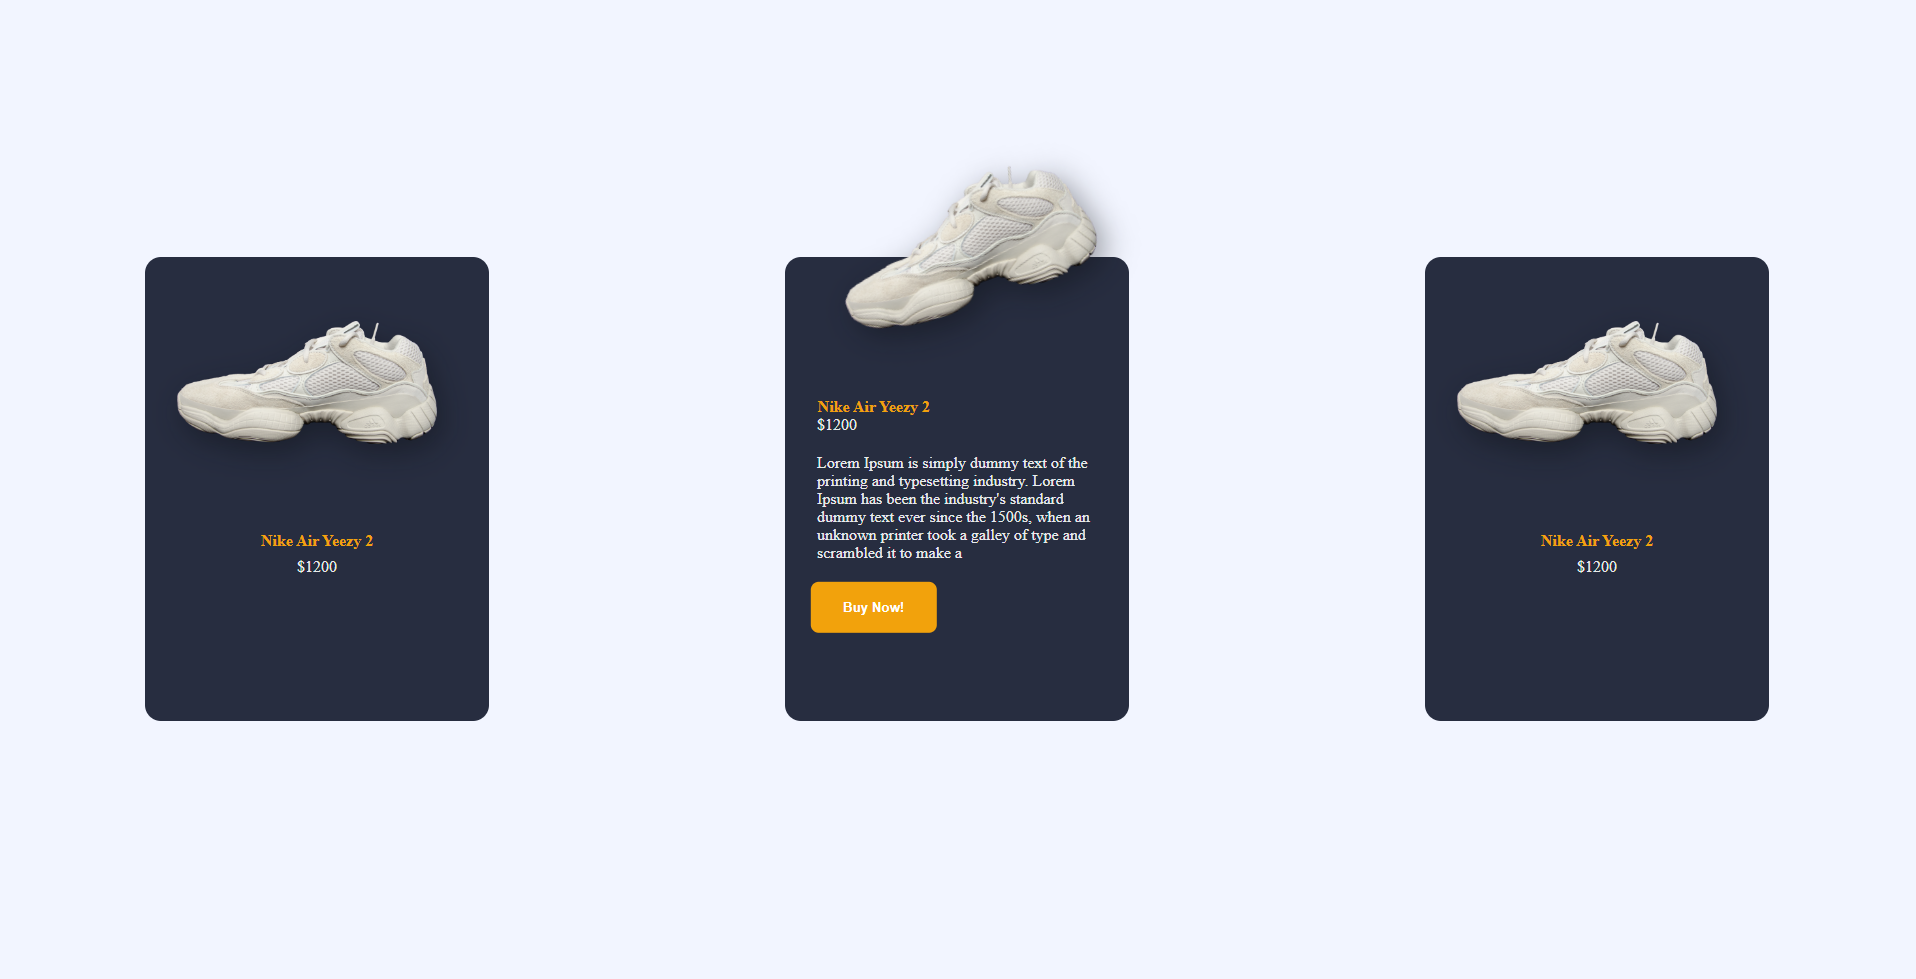 Nike Air Yeezy 2
$1200
Nike Air Yeezy 2
$1200
Lorem Ipsum is simply dummy text of the
printing and typesetting industry. Lorem
Ipsum has been the industry's standard
dummy text ever since the 1500s, when an
unknown printer took a galley of type and
scrambled it to make a
Buy Now!
Nike Air Yeezy 2
$1200